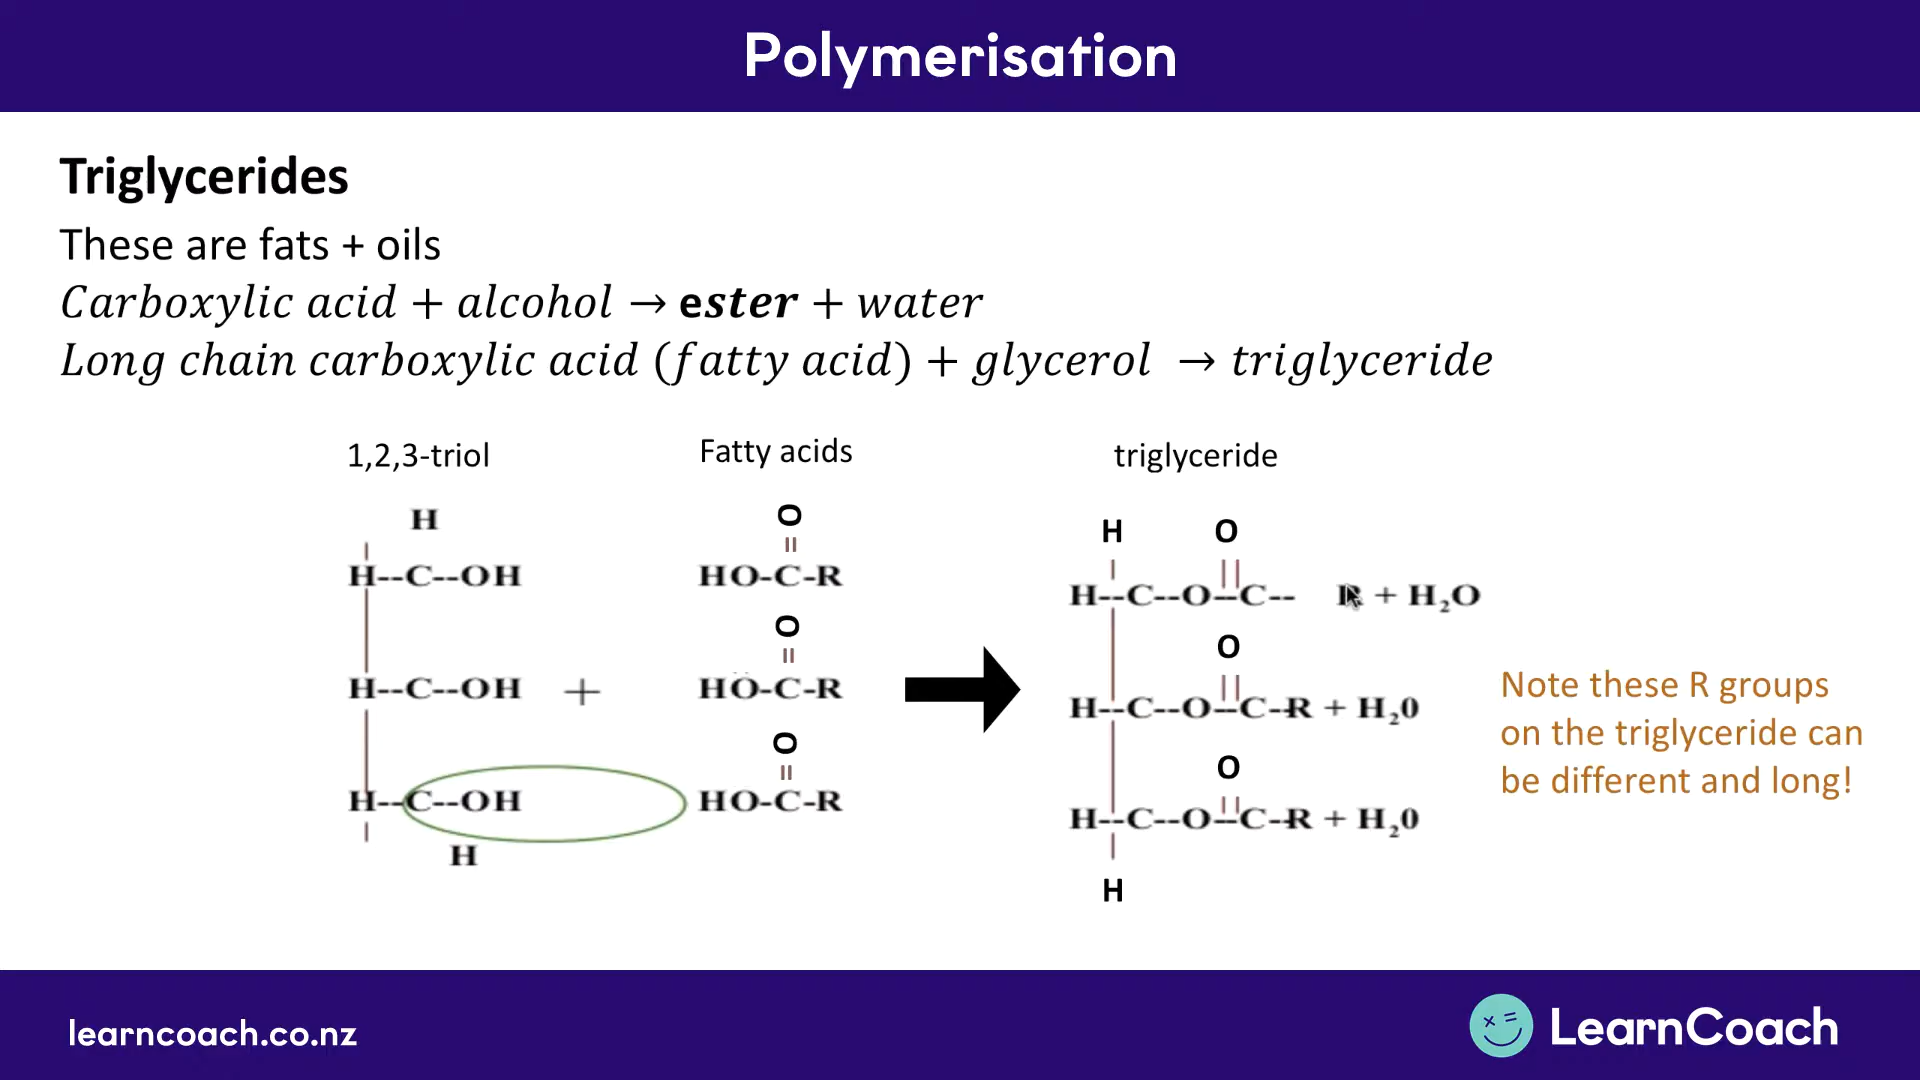 Polymerisation
Triglycerides
These are fats + oils
Carboxylic acid + alcohol → ester + water
Long chain carboxylic acid (fatty acid) + glycerol → triglyceride
1,2,3-triol
Fatty acids
triglyceride
H
H--C--OH
H--C--OH
H--C--OH
H
+
O
HO-C-R
O
HO-C-R
O
HO-C-R
H O
H--C--O--C-- R + H₂O
O
H--C--O--C-R + H₂0
O
H--C--O--C-R + H₂0
H
Note these R groups
on the triglyceride can
be different and long!
learncoach.co.nz
LearnCoach